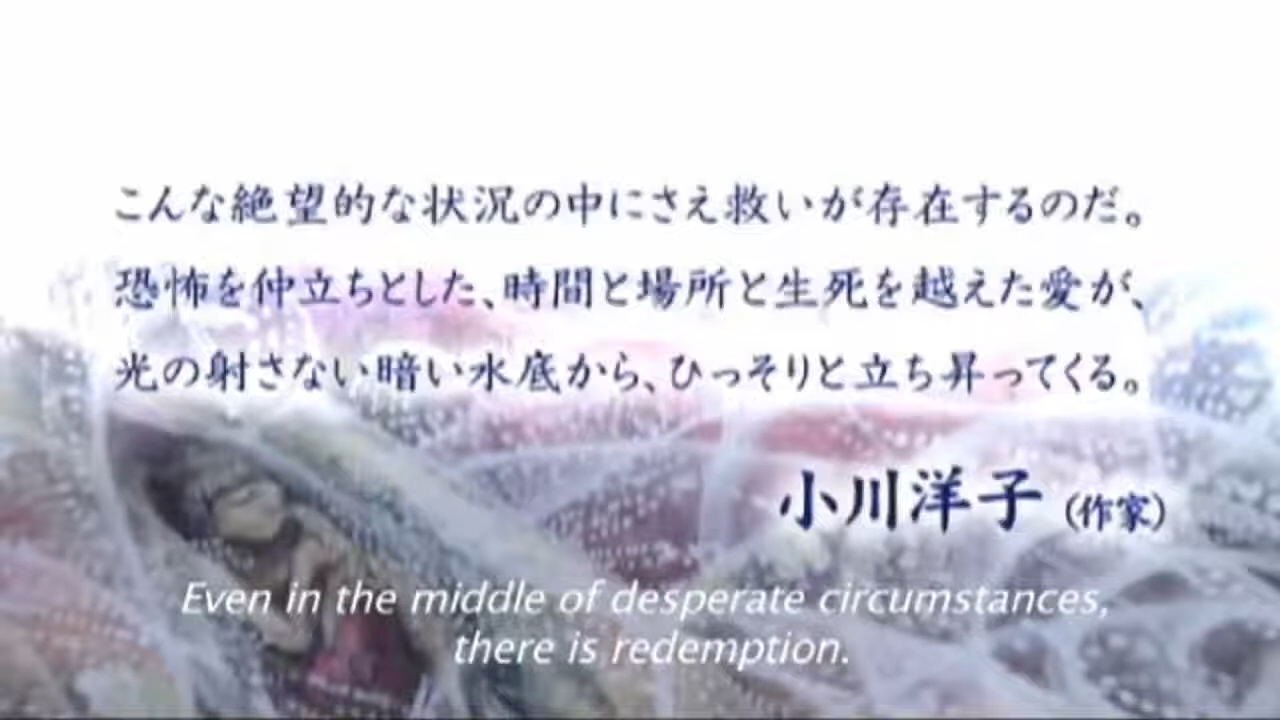 こんな絶望的な状況の中にさえ救いが存在するのだ。
恐怖を仲立ちとした、時間と場所と生死を越えた愛が、
光の射さない暗い水底から、ひっそりと立ち昇ってくる。
小川洋子（作家）
Even in the middle of desperate circumstances,
there is redemption.